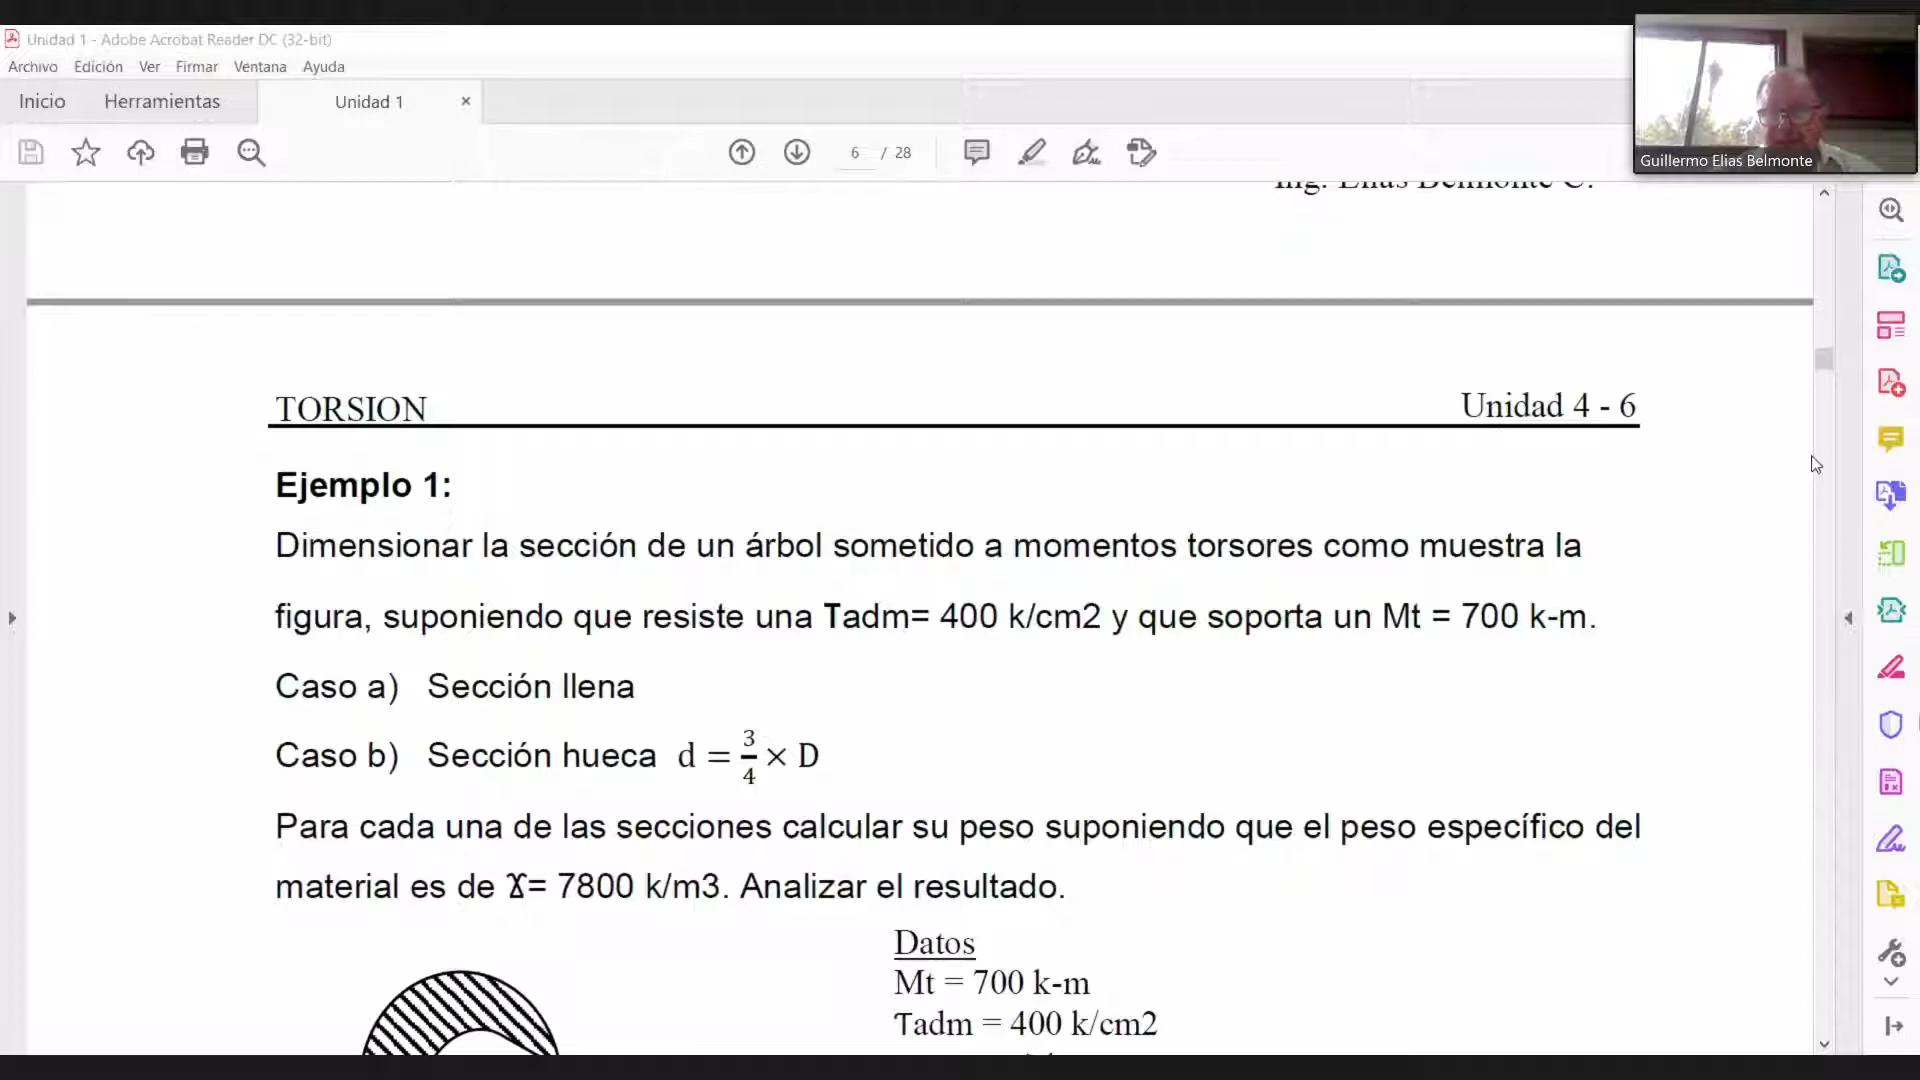 Unidad 1 - Adobe Acrobat Reader DC (32-bit)
Archivo Edición Ver Firmar Ventana Ayuda
Inicio Herramientas Unidad 1 ×
6 / 28
Guillermo Elias Belmonte
Ing. Elias Belmonte C.
TORSION Unidad 4 - 6
Ejemplo 1:
Dimensionar la sección de un árbol sometido a momentos torsores como muestra la
figura, suponiendo que resiste una Tadm= 400 k/cm2 y que soporta un Mt = 700 k-m.
Caso a) Sección llena
Caso b) Sección hueca d = 3/4 × D
Para cada una de las secciones calcular su peso suponiendo que el peso específico del
material es de ϒ= 7800 k/m3. Analizar el resultado.
Datos
Mt = 700 k-m
Tadm = 400 k/cm2